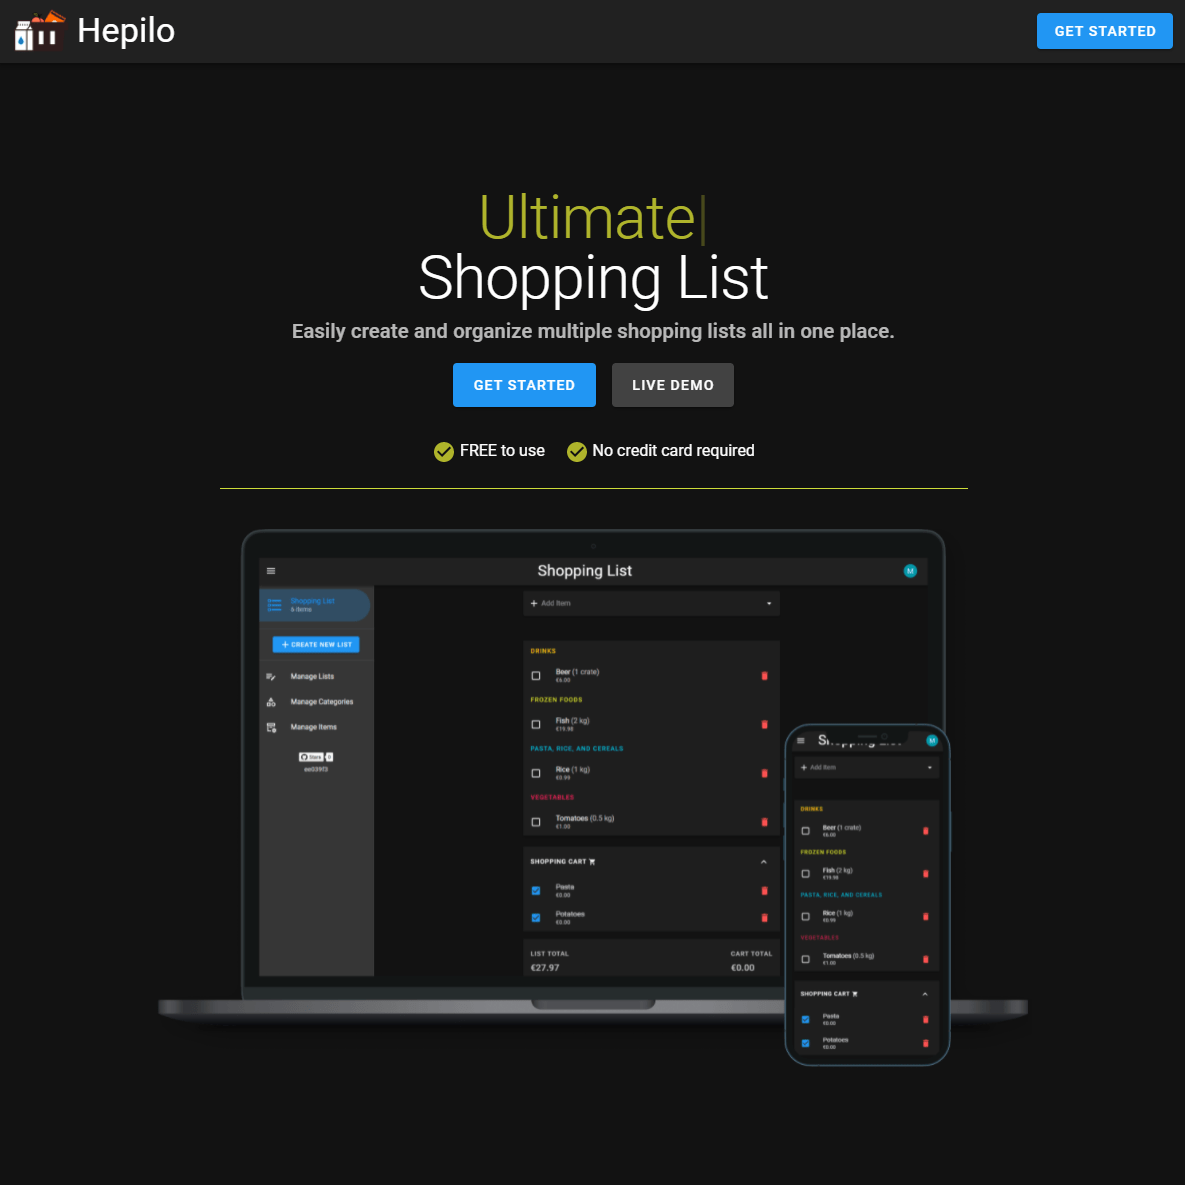 Hepilo
GET STARTED
Ultimate
Shopping List
Easily create and organize multiple shopping lists all in one place.
GET STARTED
LIVE DEMO
FREE to use
No credit card required
Shopping List
M
Shopping List
6 items
+ CREATE NEW LIST
Manage Lists
Manage Categories
Manage Items
Stars
ee039f3
+ Add Item
DRINKS
Beer (1 crate)
€6.00
FROZEN FOODS
Fish (2 kg)
€19.98
PASTA, RICE, AND CEREALS
Rice (1 kg)
€0.99
VEGETABLES
Tomatoes (0.5 kg)
€1.00
SHOPPING CART
Pasta
€0.00
Potatoes
€0.00
LIST TOTAL
CART TOTAL
€27.97
€0.00
Shopping List
M
+ Add Item
DRINKS
Beer (1 crate)
€6.00
FROZEN FOODS
Fish (2 kg)
€19.98
PASTA, RICE, AND CEREALS
Rice (1 kg)
€0.99
VEGETABLES
Tomatoes (0.5 kg)
€1.00
SHOPPING CART
Pasta
€0.00
Potatoes
€0.00